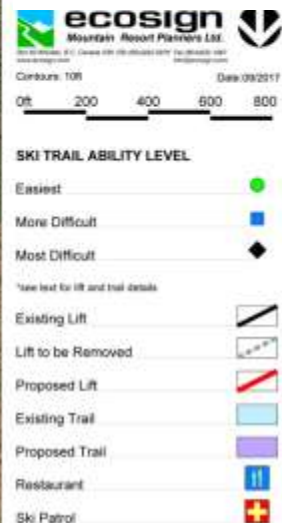 ecosign
Mountain Resort Planners Ltd.
Contours: 10ft Date:09/2017
0ft 200 400 600 800
SKI TRAIL ABILITY LEVEL
Easiest
More Difficult
Most Difficult
*see text for lift and trail details
Existing Lift
Lift to be Removed
Proposed Lift
Existing Trail
Proposed Trail
Restaurant
Ski Patrol